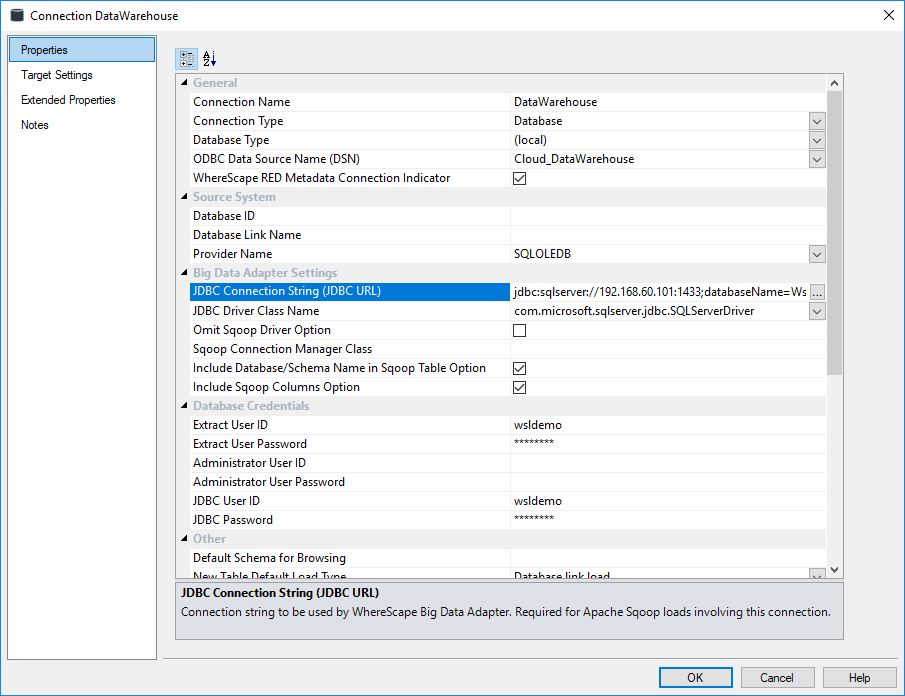 Connection DataWarehouse
Properties
Target Settings
Extended Properties
Notes
General
Connection Name DataWarehouse
Connection Type Database
Database Type (local)
ODBC Data Source Name (DSN) Cloud_DataWarehouse
WhereScape RED Metadata Connection Indicator
Source System
Database ID
Database Link Name
Provider Name SQLOLEDB
Big Data Adapter Settings
JDBC Connection String (JDBC URL) jdbc:sqlserver://192.168.60.101:1433;databaseName=Ws ...
JDBC Driver Class Name com.microsoft.sqlserver.jdbc.SQLServerDriver
Omit Sqoop Driver Option
Sqoop Connection Manager Class
Include Database/Schema Name in Sqoop Table Option
Include Sqoop Columns Option
Database Credentials
Extract User ID wsldemo
Extract User Password ********
Administrator User ID
Administrator User Password
JDBC User ID wsldemo
JDBC Password ********
Other
Default Schema for Browsing
New Table Default Load Type Database link load
JDBC Connection String (JDBC URL)
Connection string to be used by WhereScape Big Data Adapter. Required for Apache Sqoop loads involving this connection.
OK Cancel Help